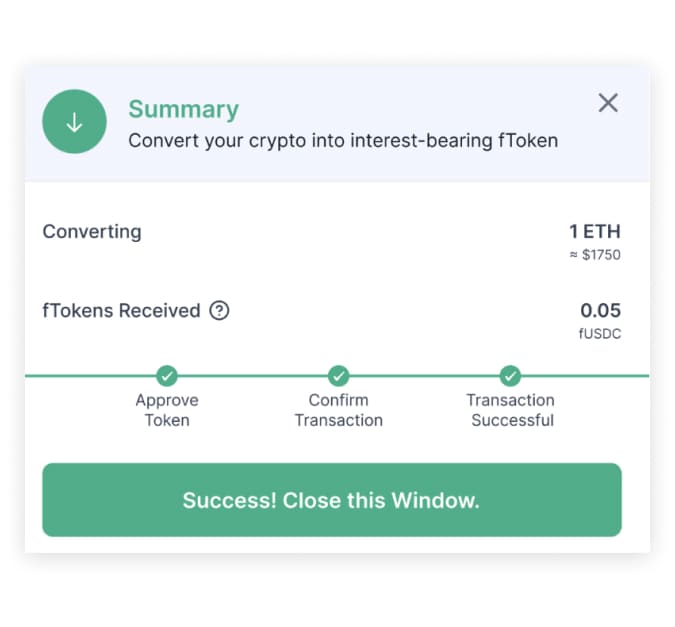 Summary
Convert your crypto into interest-bearing fToken
Converting
1 ETH
≈ $1750
fTokens Received ?
0.05
fUSDC
Approve
Token
Confirm
Transaction
Transaction
Successful
Success! Close this Window.